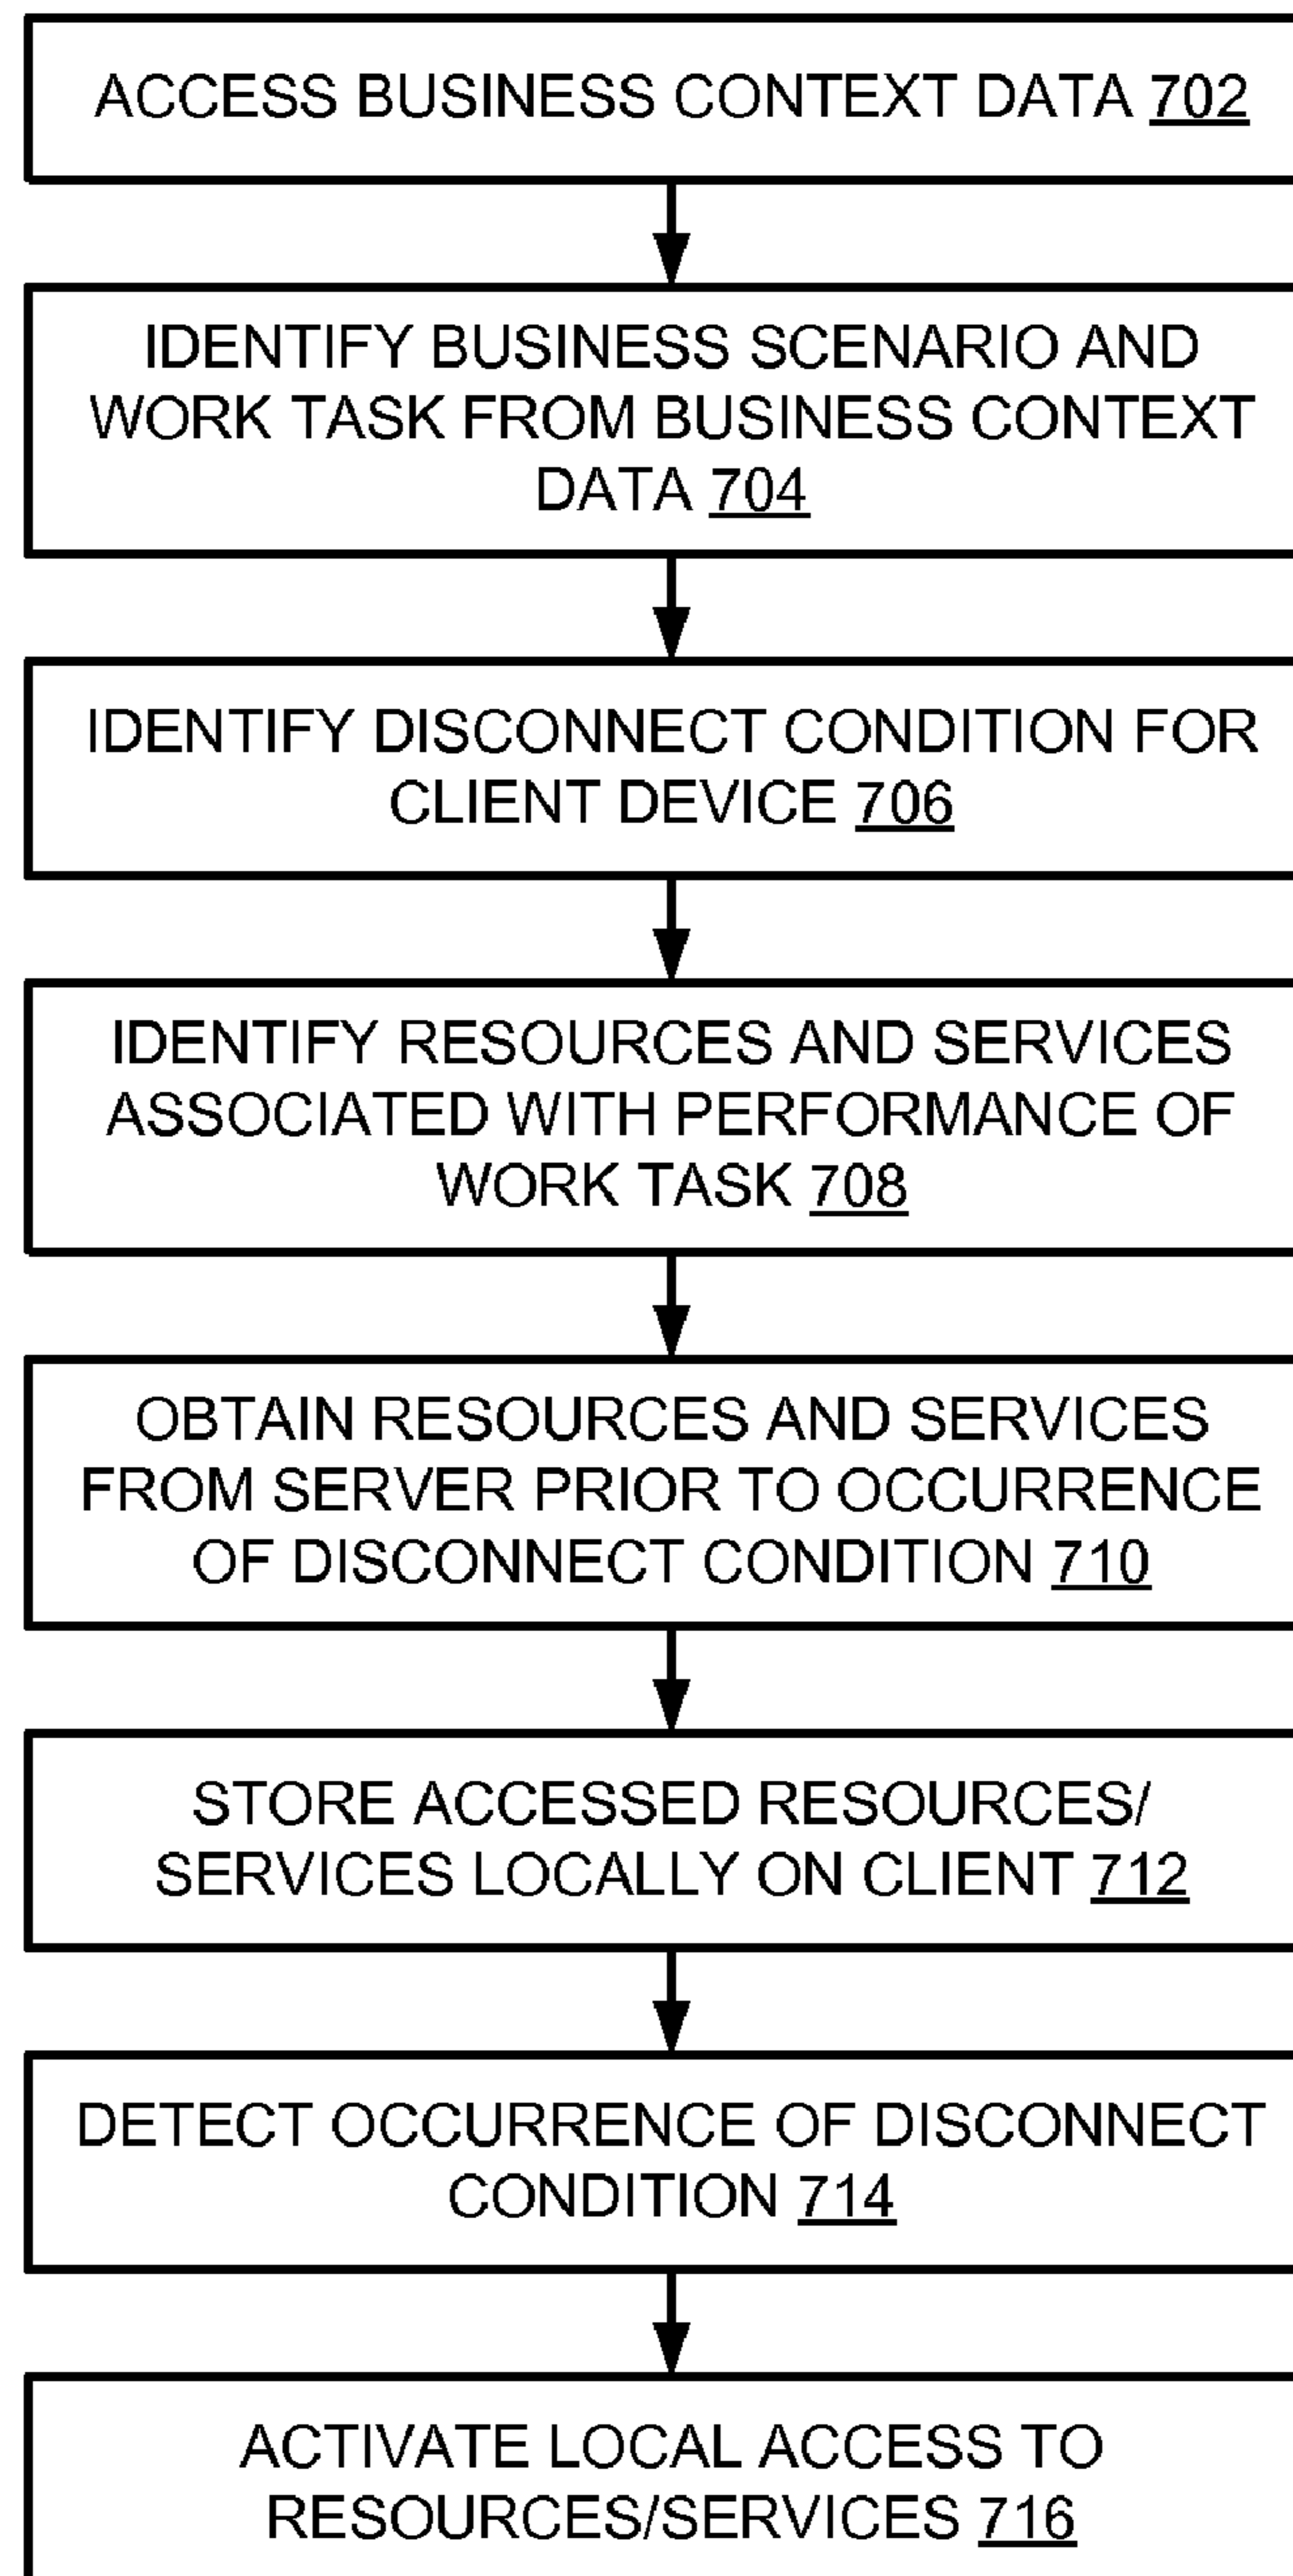 ACCESS BUSINESS CONTEXT DATA 702
IDENTIFY BUSINESS SCENARIO AND
WORK TASK FROM BUSINESS CONTEXT
DATA 704
IDENTIFY DISCONNECT CONDITION FOR
CLIENT DEVICE 706
IDENTIFY RESOURCES AND SERVICES
ASSOCIATED WITH PERFORMANCE OF
WORK TASK 708
OBTAIN RESOURCES AND SERVICES
FROM SERVER PRIOR TO OCCURRENCE
OF DISCONNECT CONDITION 710
STORE ACCESSED RESOURCES/
SERVICES LOCALLY ON CLIENT 712
DETECT OCCURRENCE OF DISCONNECT
CONDITION 714
ACTIVATE LOCAL ACCESS TO
RESOURCES/SERVICES 716